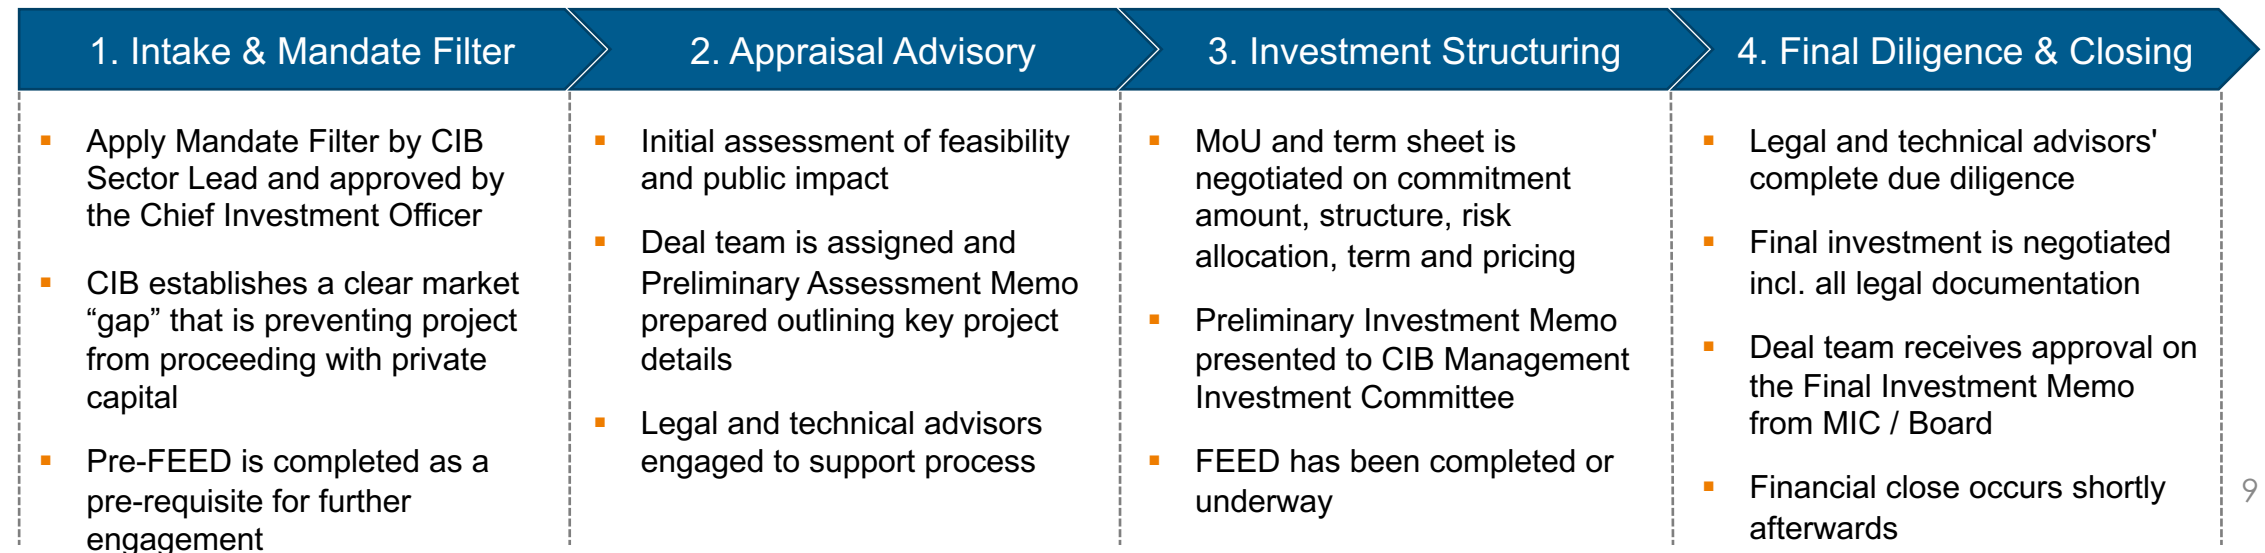 1. Intake & Mandate Filter
Apply Mandate Filter by CIB
Sector Lead and approved by
the Chief Investment Officer
CIB establishes a clear market
“gap” that is preventing project
from proceeding with private
capital
Pre-FEED is completed as a
pre-requisite for further
engagement
2. Appraisal Advisory
Initial assessment of feasibility
and public impact
Deal team is assigned and
Preliminary Assessment Memo
prepared outlining key project
details
Legal and technical advisors
engaged to support process
3. Investment Structuring
MoU and term sheet is
negotiated on commitment
amount, structure, risk
allocation, term and pricing
Preliminary Investment Memo
presented to CIB Management
Investment Committee
FEED has been completed or
underway
4. Final Diligence & Closing
Legal and technical advisors'
complete due diligence
Final investment is negotiated
incl. all legal documentation
Deal team receives approval on
the Final Investment Memo
from MIC / Board
Financial close occurs shortly
afterwards
9